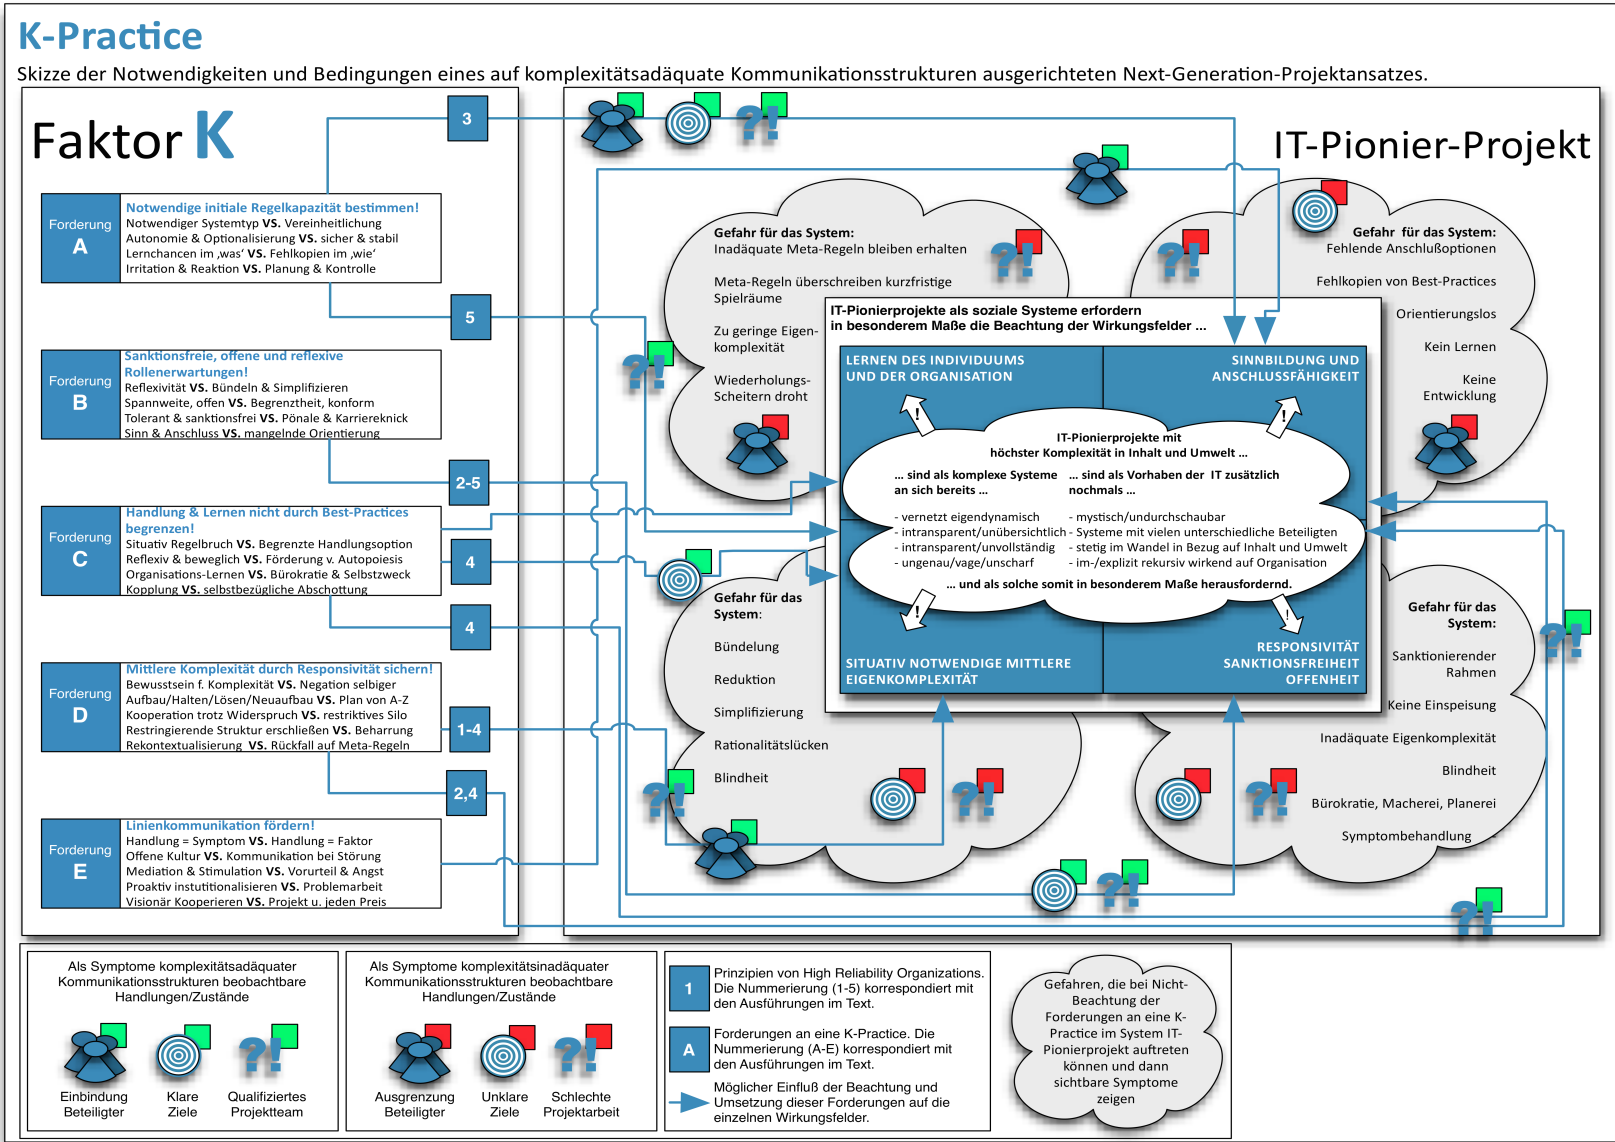 K-Practice
Skizze der Notwendigkeiten und Bedingungen eines auf komplexitätsadäquate Kommunikationsstrukturen ausgerichteten Next-Generation-Projektansatzes.
Faktor K
3
Forderung
A
Notwendige initiale Regelkapazität bestimmen!
Notwendiger Systemtyp VS. Vereinheitlichung
Autonomie & Optionalisierung VS. sicher & stabil
Lernchancen im ‚was‘ VS. Fehlkopien im ‚wie‘
Irritation & Reaktion VS. Planung & Kontrolle
5
Forderung
B
Sanktionsfreie, offene und reflexive
Rollenerwartungen!
Reflexivität VS. Bündeln & Simplifizieren
Spannweite, offen VS. Begrenztheit, konform
Tolerant & sanktionsfrei VS. Pönale & Karriereknick
Sinn & Anschluss VS. mangelnde Orientierung
2-5
Forderung
C
Handlung & Lernen nicht durch Best-Practices
begrenzen!
Situativ Regelbruch VS. Begrenzte Handlungsoption
Reflexiv & beweglich VS. Förderung v. Autopoiesis
Organisations-Lernen VS. Bürokratie & Selbstzweck
Kopplung VS. selbstbezügliche Abschottung
4
4
Forderung
D
Mittlere Komplexität durch Responsivität sichern!
Bewusstsein f. Komplexität VS. Negation selbiger
Aufbau/Halten/Lösen/Neuaufbau VS. Plan von A-Z
Kooperation trotz Widerspruch VS. restriktives Silo
Restringierende Struktur erschließen VS. Beharrung
Rekontextualisierung VS. Rückfall auf Meta-Regeln
1-4
2,4
Forderung
E
Linienkommunikation fördern!
Handlung = Symptom VS. Handlung = Faktor
Offene Kultur VS. Kommunikation bei Störung
Mediation & Stimulation VS. Vorurteil & Angst
Proaktiv instutionalisieren VS. Problemarbeit
Visionär Kooperieren VS. Projekt u. jeden Preis
IT-Pionier-Projekt
?!
Gefahr für das System:
Inadäquate Meta-Regeln bleiben erhalten
Meta-Regeln überschreiben kurzfristige
Spielräume
Zu geringe Eigen-
komplexität
Wiederholungs-
Scheitern droht
?!
?!
Gefahr für das System:
Fehlende Anschlußoptionen
Fehlkopien von Best-Practices
Orientierungslos
Kein Lernen
Keine
Entwicklung
?!
IT-Pionierprojekte als soziale Systeme erfordern
in besonderem Maße die Beachtung der Wirkungsfelder ...
LERNEN DES INDIVIDUUMS
UND DER ORGANISATION
SINNBILDUNG UND
ANSCHLUSSFÄHIGKEIT
!
!
IT-Pionierprojekte mit
höchster Komplexität in Inhalt und Umwelt ...
... sind als komplexe Systeme
an sich bereits ...
- vernetzt eigendynamisch
- intransparent/unübersichtlich
- intransparent/unvollständig
- ungenau/vage/unscharf
... sind als Vorhaben der IT zusätzlich
nochmals ...
- mystisch/undurchschaubar
- Systeme mit vielen unterschiedliche Beteiligten
- stetig im Wandel in Bezug auf Inhalt und Umwelt
- im-/explizit rekursiv wirkend auf Organisation
... und als solche somit in besonderem Maße herausfordernd.
!
!
SITUATIV NOTWENDIGE MITTLERE
EIGENKOMPLEXITÄT
RESPONSIVITÄT
SANKTIONSFREIHEIT
OFFENHEIT
Gefahr für das
System:
Bündelung
Reduktion
Simplifizierung
Rationalitätslücken
Blindheit
?!
?!
Gefahr für das
System:
Sanktionierender
Rahmen
Keine Einspeisung
Inadäquate Eigenkomplexität
Blindheit
Bürokratie, Macherei, Planerei
Symptombehandlung
?!
?!
?!
?!
Als Symptome komplexitätsadäquater
Kommunikationsstrukturen beobachtbare
Handlungen/Zustände
?!
Einbindung
Beteiligter
Klare
Ziele
Qualifiziertes
Projektteam
Als Symptome komplexitätsinadäquater
Kommunikationsstrukturen beobachtbare
Handlungen/Zustände
?!
Ausgrenzung
Beteiligter
Unklare
Ziele
Schlechte
Projektarbeit
1
Prinzipien von High Reliability Organizations.
Die Nummerierung (1-5) korrespondiert mit
den Ausführungen im Text.
A
Forderungen an eine K-Practice. Die
Nummerierung (A-E) korrespondiert mit
den Ausführungen im Text.
Möglicher Einfluß der Beachtung und
Umsetzung dieser Forderungen auf die
einzelnen Wirkungsfelder.
Gefahren, die bei Nicht-
Beachtung der
Forderungen an eine K-
Practice im System IT-
Pionierprojekt auftreten
können und dann
sichtbare Symptome
zeigen